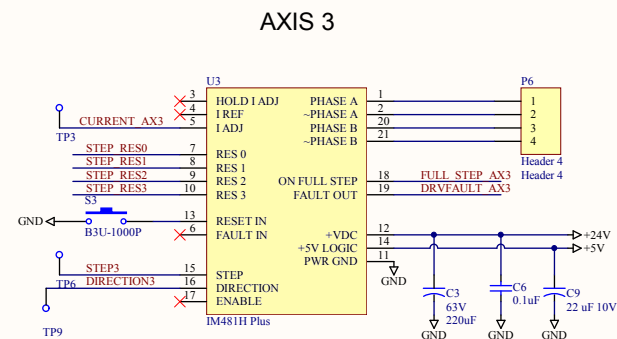 AXIS 3
U3
P6
3 HOLD I ADJ PHASE A 1 1
4 I REF ~PHASE A 2 2
CURRENT_AX3 5 I ADJ PHASE B 20 3
TP3 ~PHASE B 21 4
STEP_RES0 7 RES 0
Header 4
STEP_RES1 8 RES 1
Header 4
STEP_RES2 9 RES 2 ON FULL STEP 18 FULL_STEP_AX3
STEP_RES3 10 RES 3 FAULT OUT 19 DRVFAULT_AX3
S3
GND 13 RESET IN
B3U-1000P 6 FAULT IN +VDC 12 +24V
+5V LOGIC 14 +5V
PWR GND 11
STEP3 15 STEP GND
TP6 DIRECTION3 16 DIRECTION
17 ENABLE
C3 C6 C9
63V 0.1uF 22 uF 10V
220uF
IM481H Plus
TP9
GND GND GND